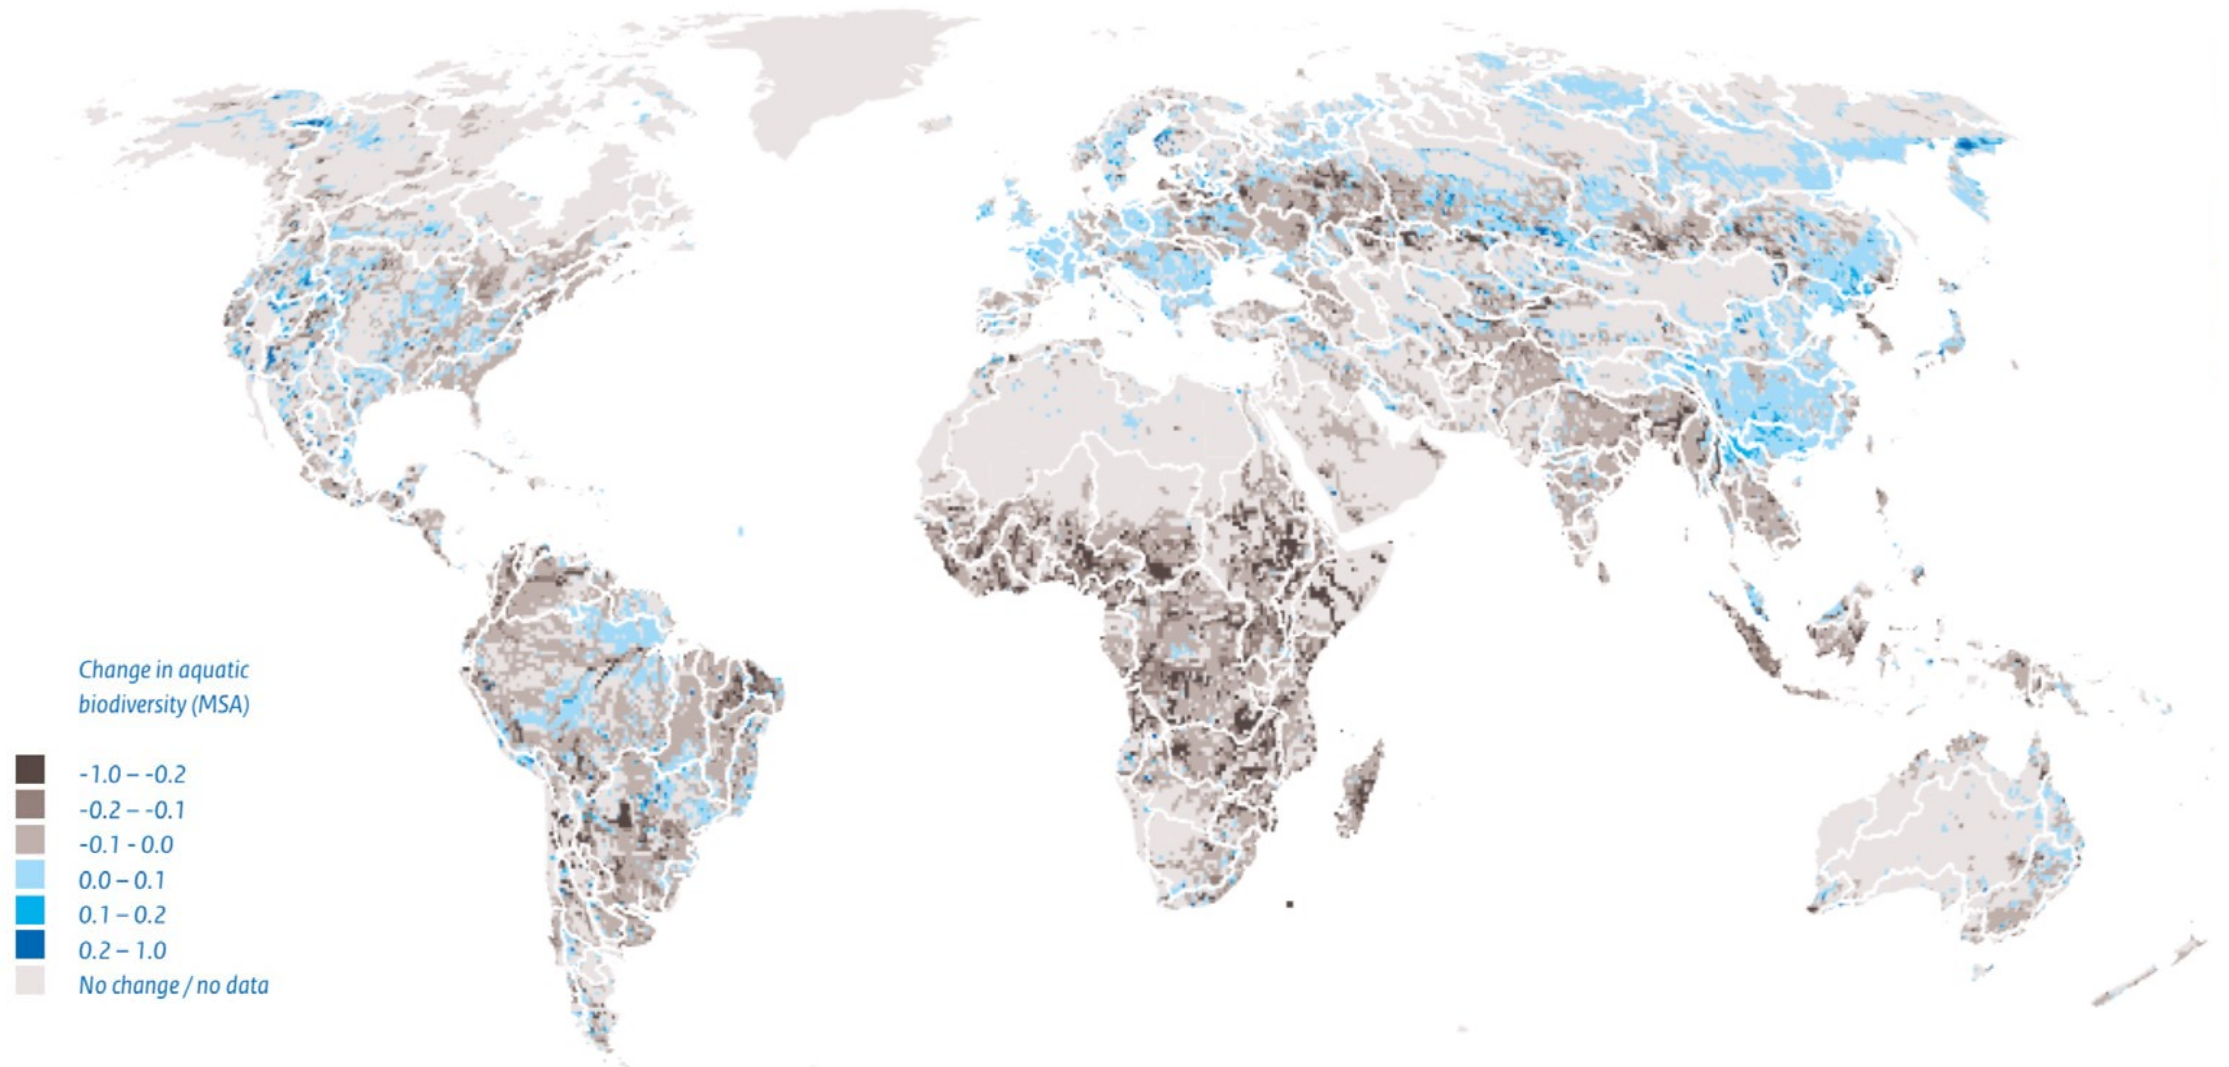 Change in aquatic
biodiversity (MSA)
-1.0 – -0.2
-0.2 – -0.1
-0.1 - 0.0
0.0 – 0.1
0.1 – 0.2
0.2 – 1.0
No change / no data